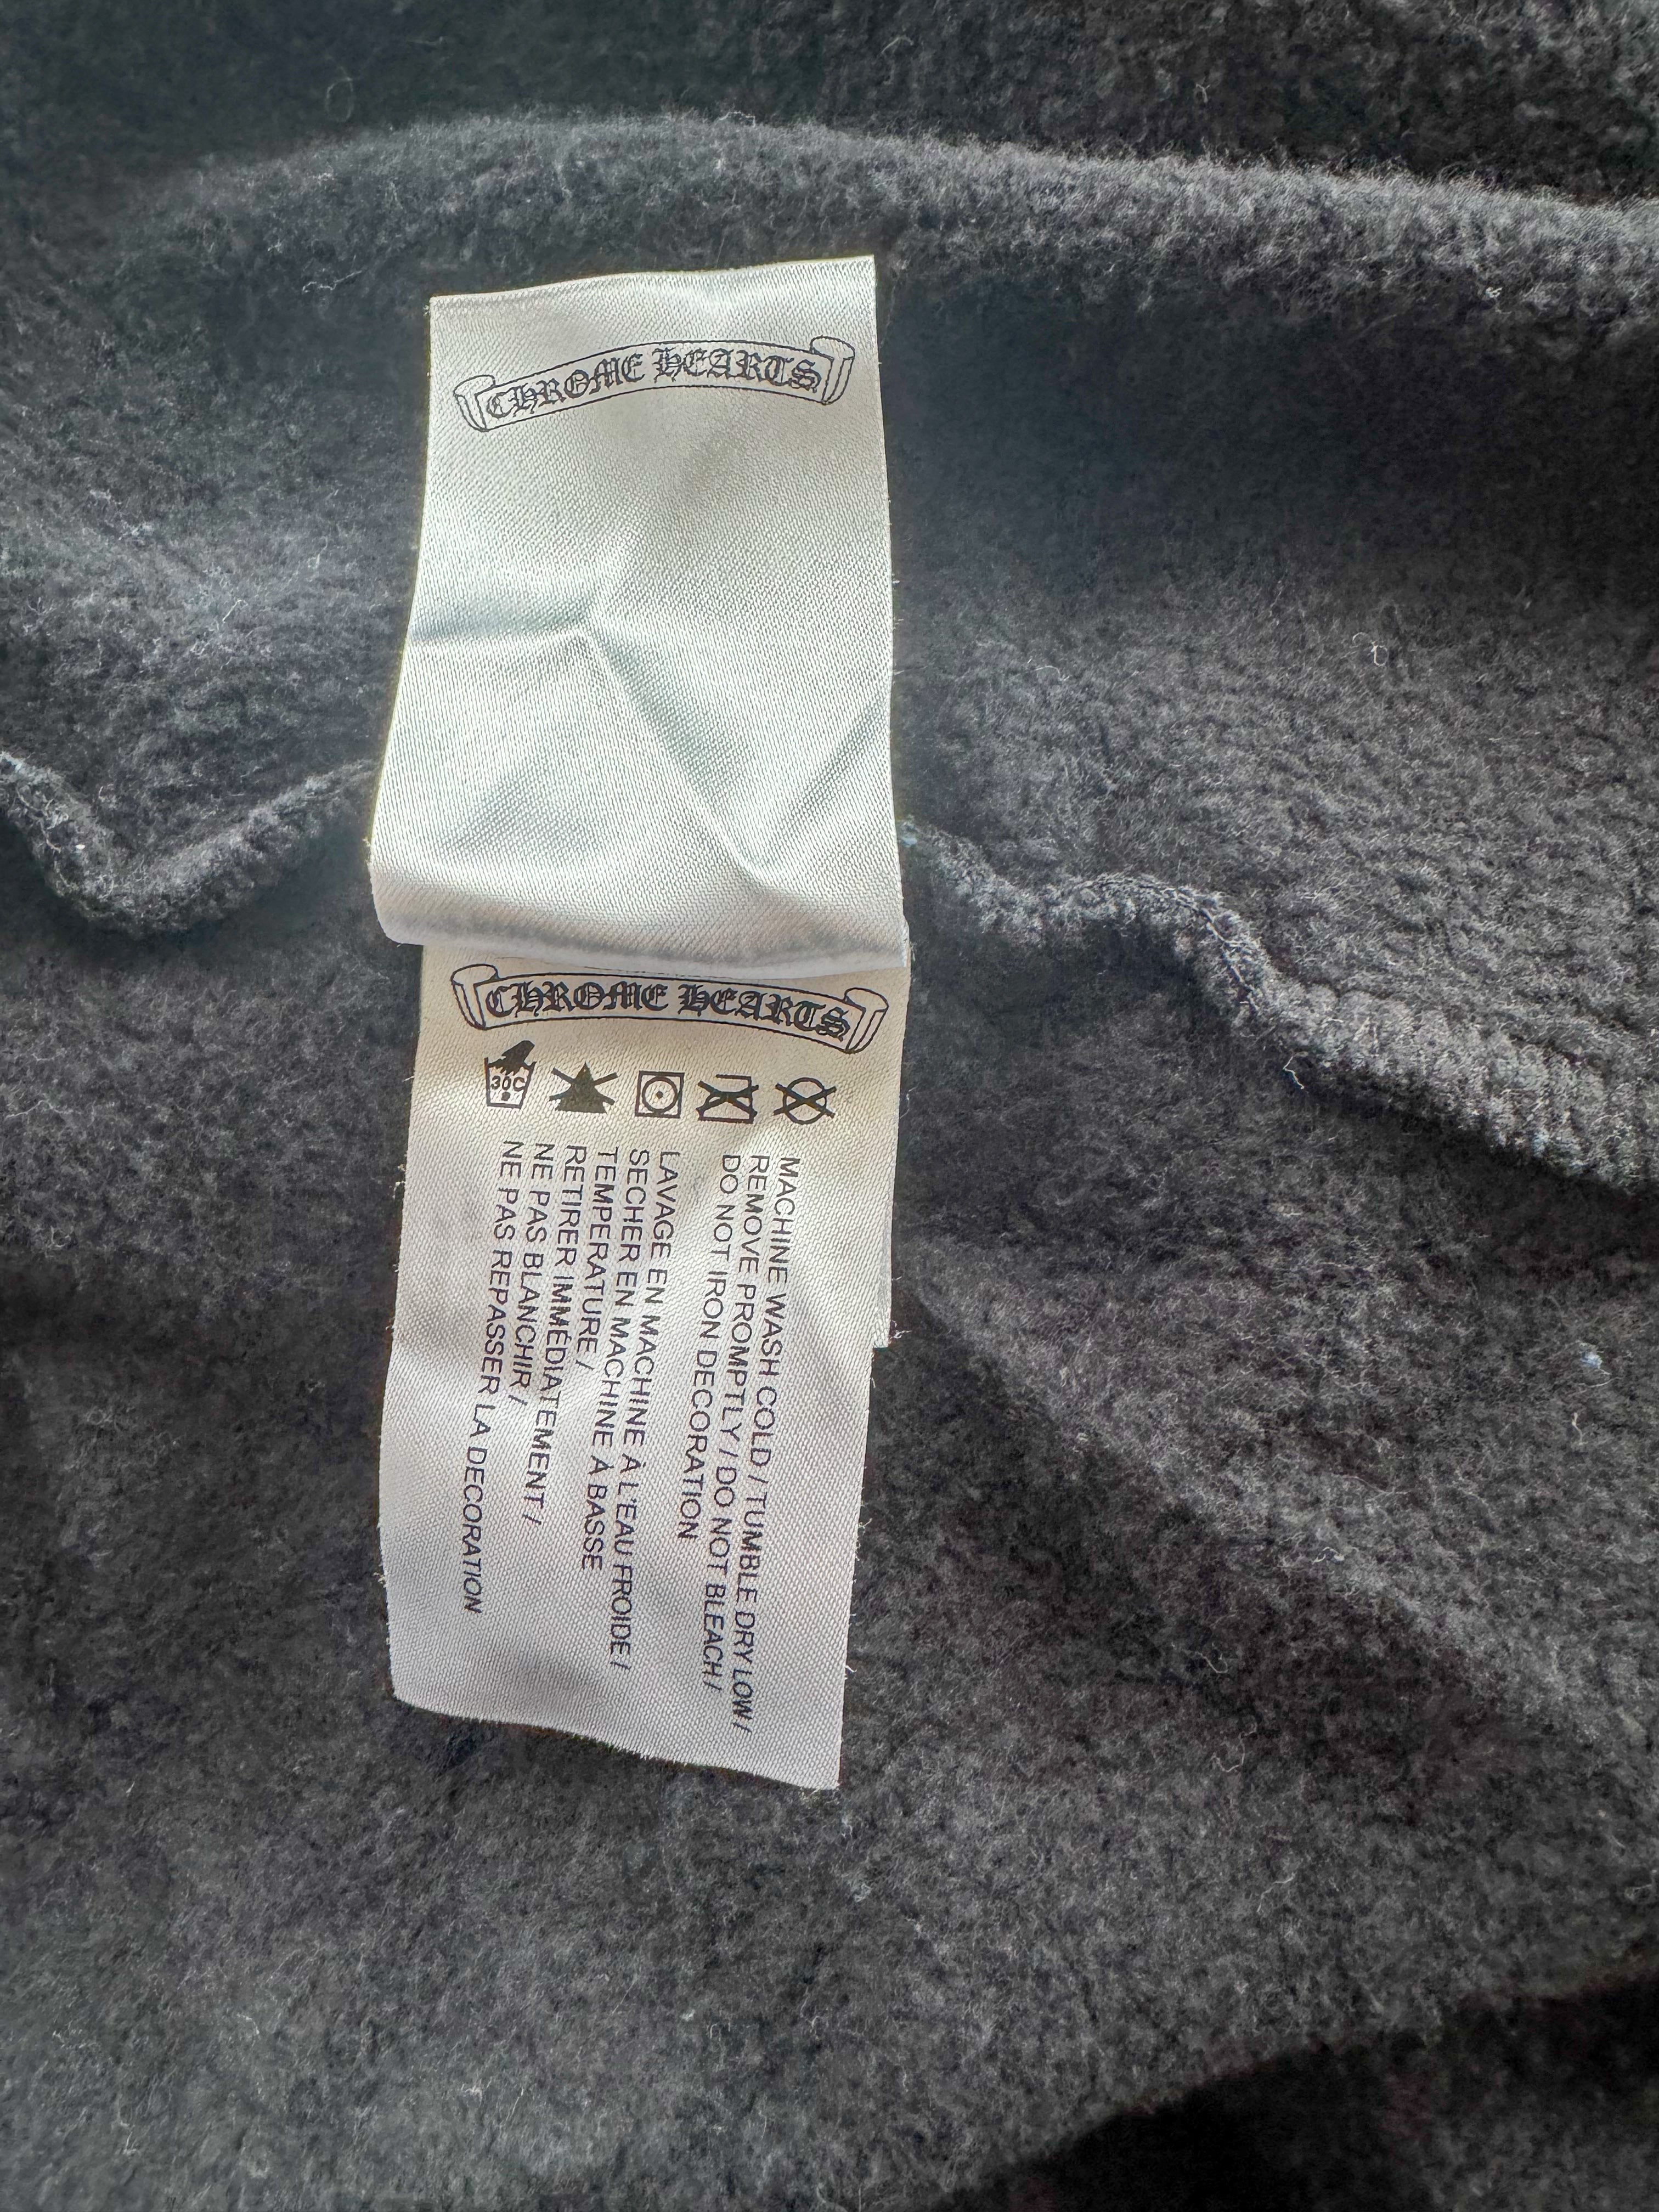 CHROME HEARTS
CHROME HEARTS
30C
MACHINE WASH COLD / TUMBLE DRY LOW /
REMOVE PROMPTLY / DO NOT BLEACH /
DO NOT IRON DECORATION
LAVAGE EN MACHINE À L'EAU FROIDE /
SECHER EN MACHINE À BASSE
TEMPERATURE /
RETIRER IMMÉDIATEMENT /
NE PAS BLANCHIR /
NE PAS REPASSER LA DECORATION